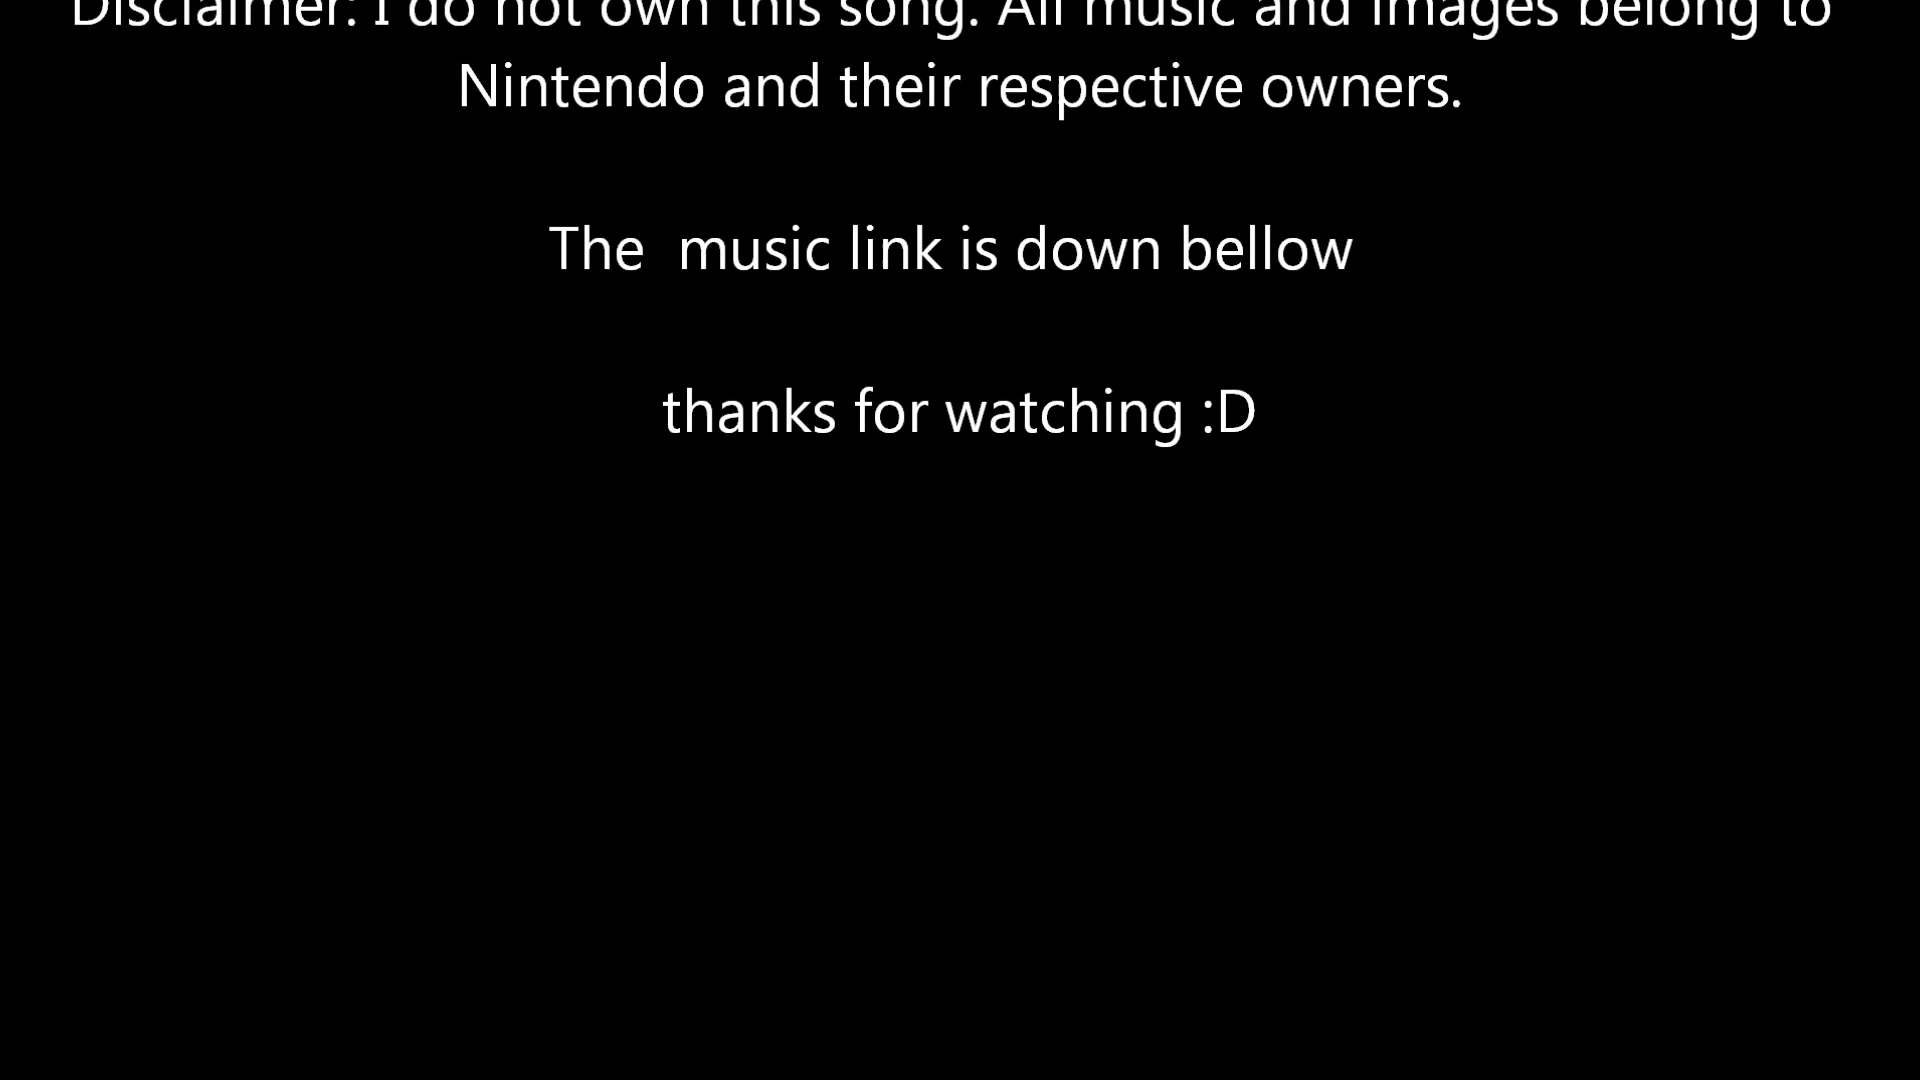 Disclaimer: I do not own this song. All music and images belong to
Nintendo and their respective owners.
The  music link is down bellow
thanks for watching :D